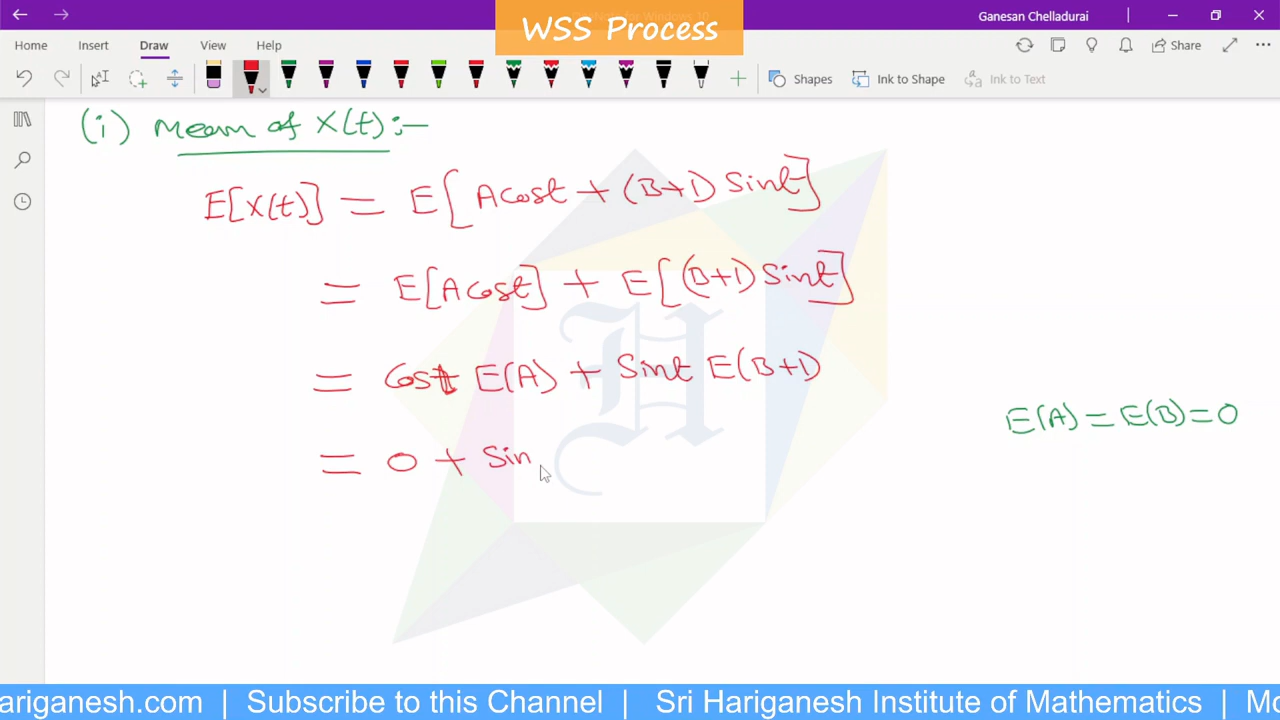 WSS Process
Ganesan Chelladurai
Home Insert Draw View Help
Share
Shapes Ink to Shape Ink to Text
(i) Mean of X(t):-
E[X(t)] = E[Acost + (B+1) Sint]
= E[Acost] + E[(B+1) Sint]
= Cost E(A) + Sint E(B+1)
E(A) = E(B) = 0
= 0 + Sin
H
ariganesh.com | Subscribe to this Channel | Sri Hariganesh Institute of Mathematics | Mo